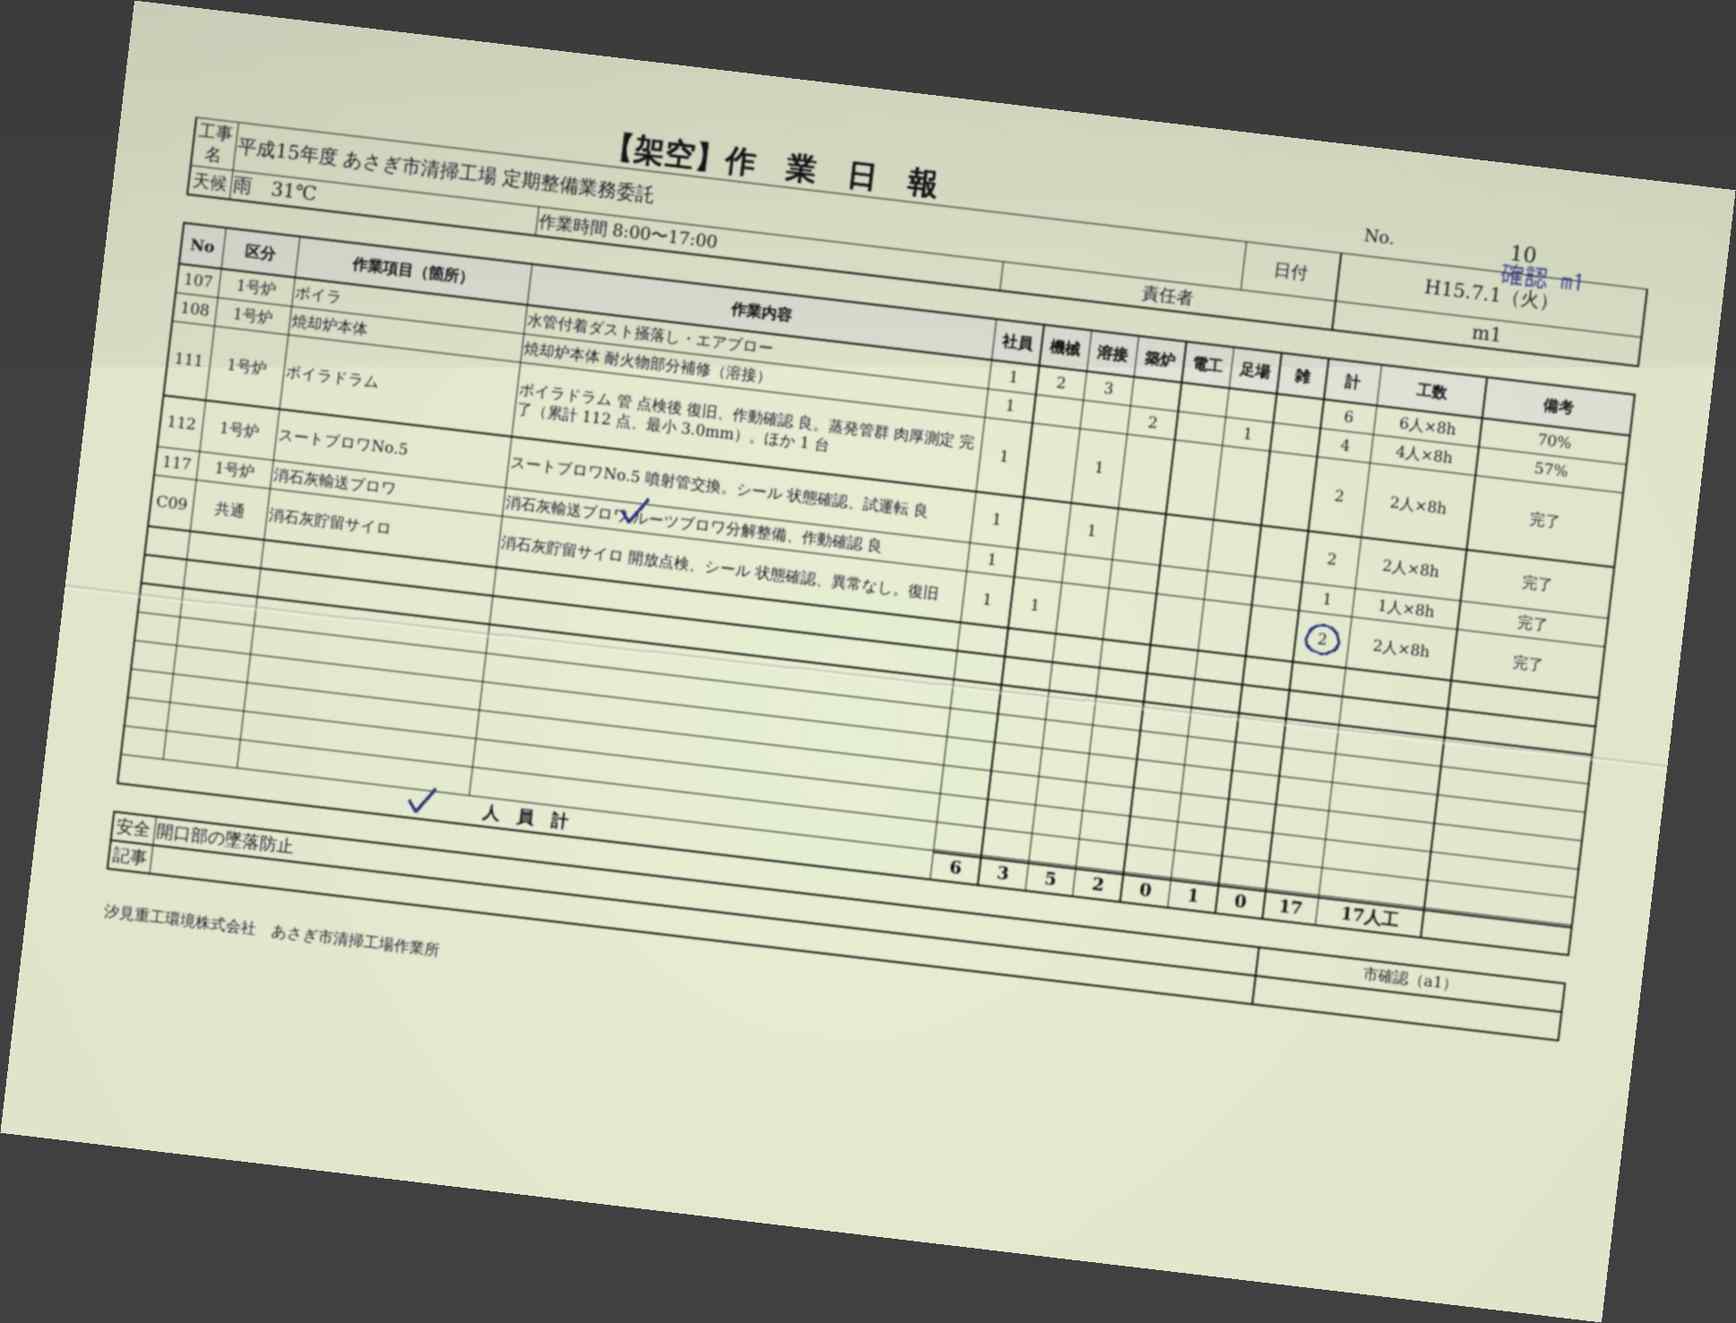 【架空】作 業 日 報
No. 10
確認 m1
工事名 平成15年度 あさぎ市清掃工場 定期整備業務委託 日付 H15.7.1（火）
天候 雨 31℃ 作業時間 8:00〜17:00 責任者 m1
No 区分 作業項目（箇所） 作業内容 社員 機械 溶接 築炉 電工 足場 雑 計 工数 備考
107 1号炉 ボイラ 水管付着ダスト掻落し・エアブロー 1 2 3 6 6人×8h 70%
108 1号炉 焼却炉本体 焼却炉本体 耐火物部分補修（溶接） 1 2 1 4 4人×8h 57%
111 1号炉 ボイラドラム ボイラドラム 管 点検後 復旧、作動確認 良。蒸発管群 肉厚測定 完
了（累計 112 点、最小 3.0mm）。ほか 1 台 1 1 2 2人×8h 完了
112 1号炉 スートブロワNo.5 スートブロワNo.5 噴射管交換。シール 状態確認、試運転 良 1 1 2 2人×8h 完了
117 1号炉 消石灰輸送ブロワ 消石灰輸送ブロワ ルーツブロワ分解整備、作動確認 良 1 1 1人×8h 完了
C09 共通 消石灰貯留サイロ 消石灰貯留サイロ 開放点検、シール 状態確認、異常なし。復旧 1 1 2 2人×8h 完了
人 員 計 6 3 5 2 0 1 0 17 17人工
安全 開口部の墜落防止 市確認（a1）
記事
汐見重工環境株式会社 あさぎ市清掃工場作業所